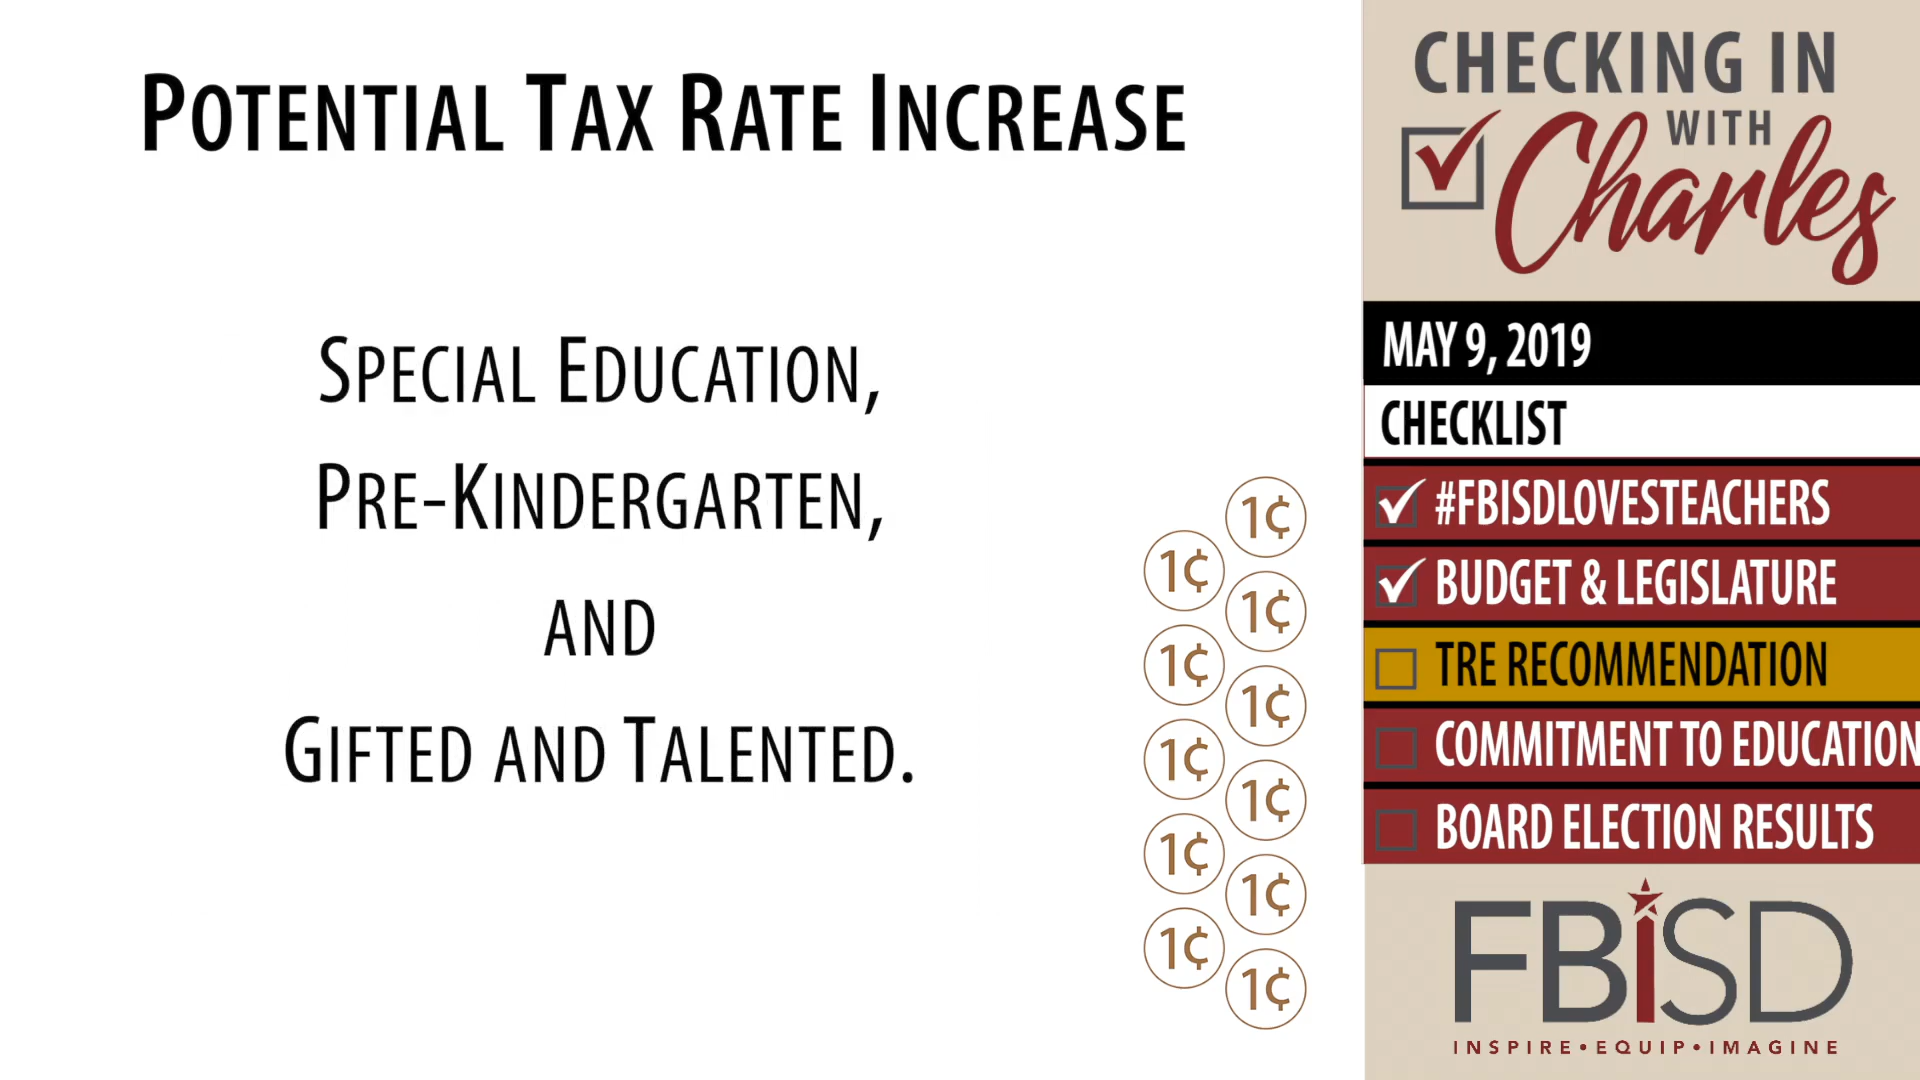 POTENTIAL TAX RATE INCREASE
SPECIAL EDUCATION,
PRE-KINDERGARTEN,
AND
GIFTED AND TALENTED.
1¢
1¢
1¢
1¢
1¢
1¢
1¢
1¢
1¢
1¢
1¢
CHECKING IN
WITH
Charles
MAY 9, 2019
CHECKLIST
#FBISDLOVESTEACHERS
BUDGET & LEGISLATURE
TRE RECOMMENDATION
COMMITMENT TO EDUCATION
BOARD ELECTION RESULTS
FBiSD
INSPIRE•EQUIP•IMAGINE